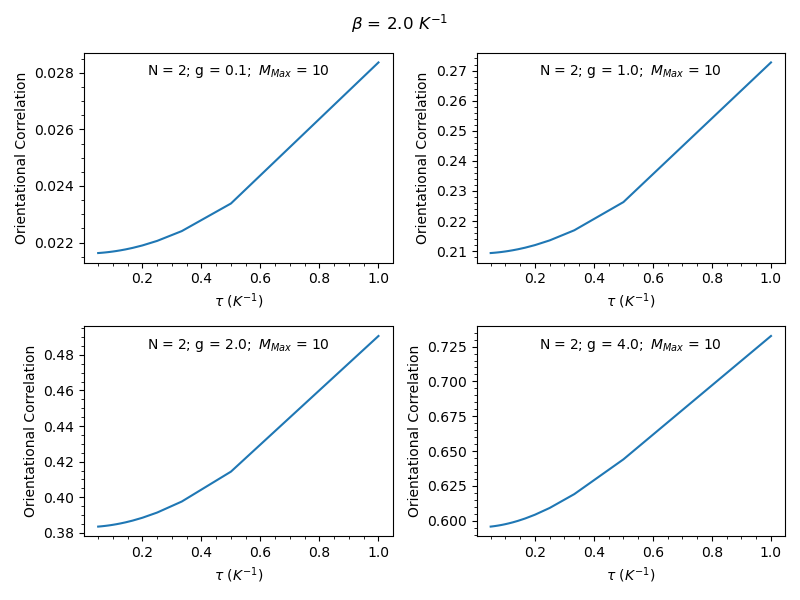 β = 2.0 K⁻¹
N = 2; g = 0.1; M_Max = 10
Orientational Correlation
0.028
0.026
0.024
0.022
0.2 0.4 0.6 0.8 1.0
τ (K⁻¹)
N = 2; g = 1.0; M_Max = 10
Orientational Correlation
0.27
0.26
0.25
0.24
0.23
0.22
0.21
0.2 0.4 0.6 0.8 1.0
τ (K⁻¹)
N = 2; g = 2.0; M_Max = 10
Orientational Correlation
0.48
0.46
0.44
0.42
0.40
0.38
0.2 0.4 0.6 0.8 1.0
τ (K⁻¹)
N = 2; g = 4.0; M_Max = 10
Orientational Correlation
0.725
0.700
0.675
0.650
0.625
0.600
0.2 0.4 0.6 0.8 1.0
τ (K⁻¹)